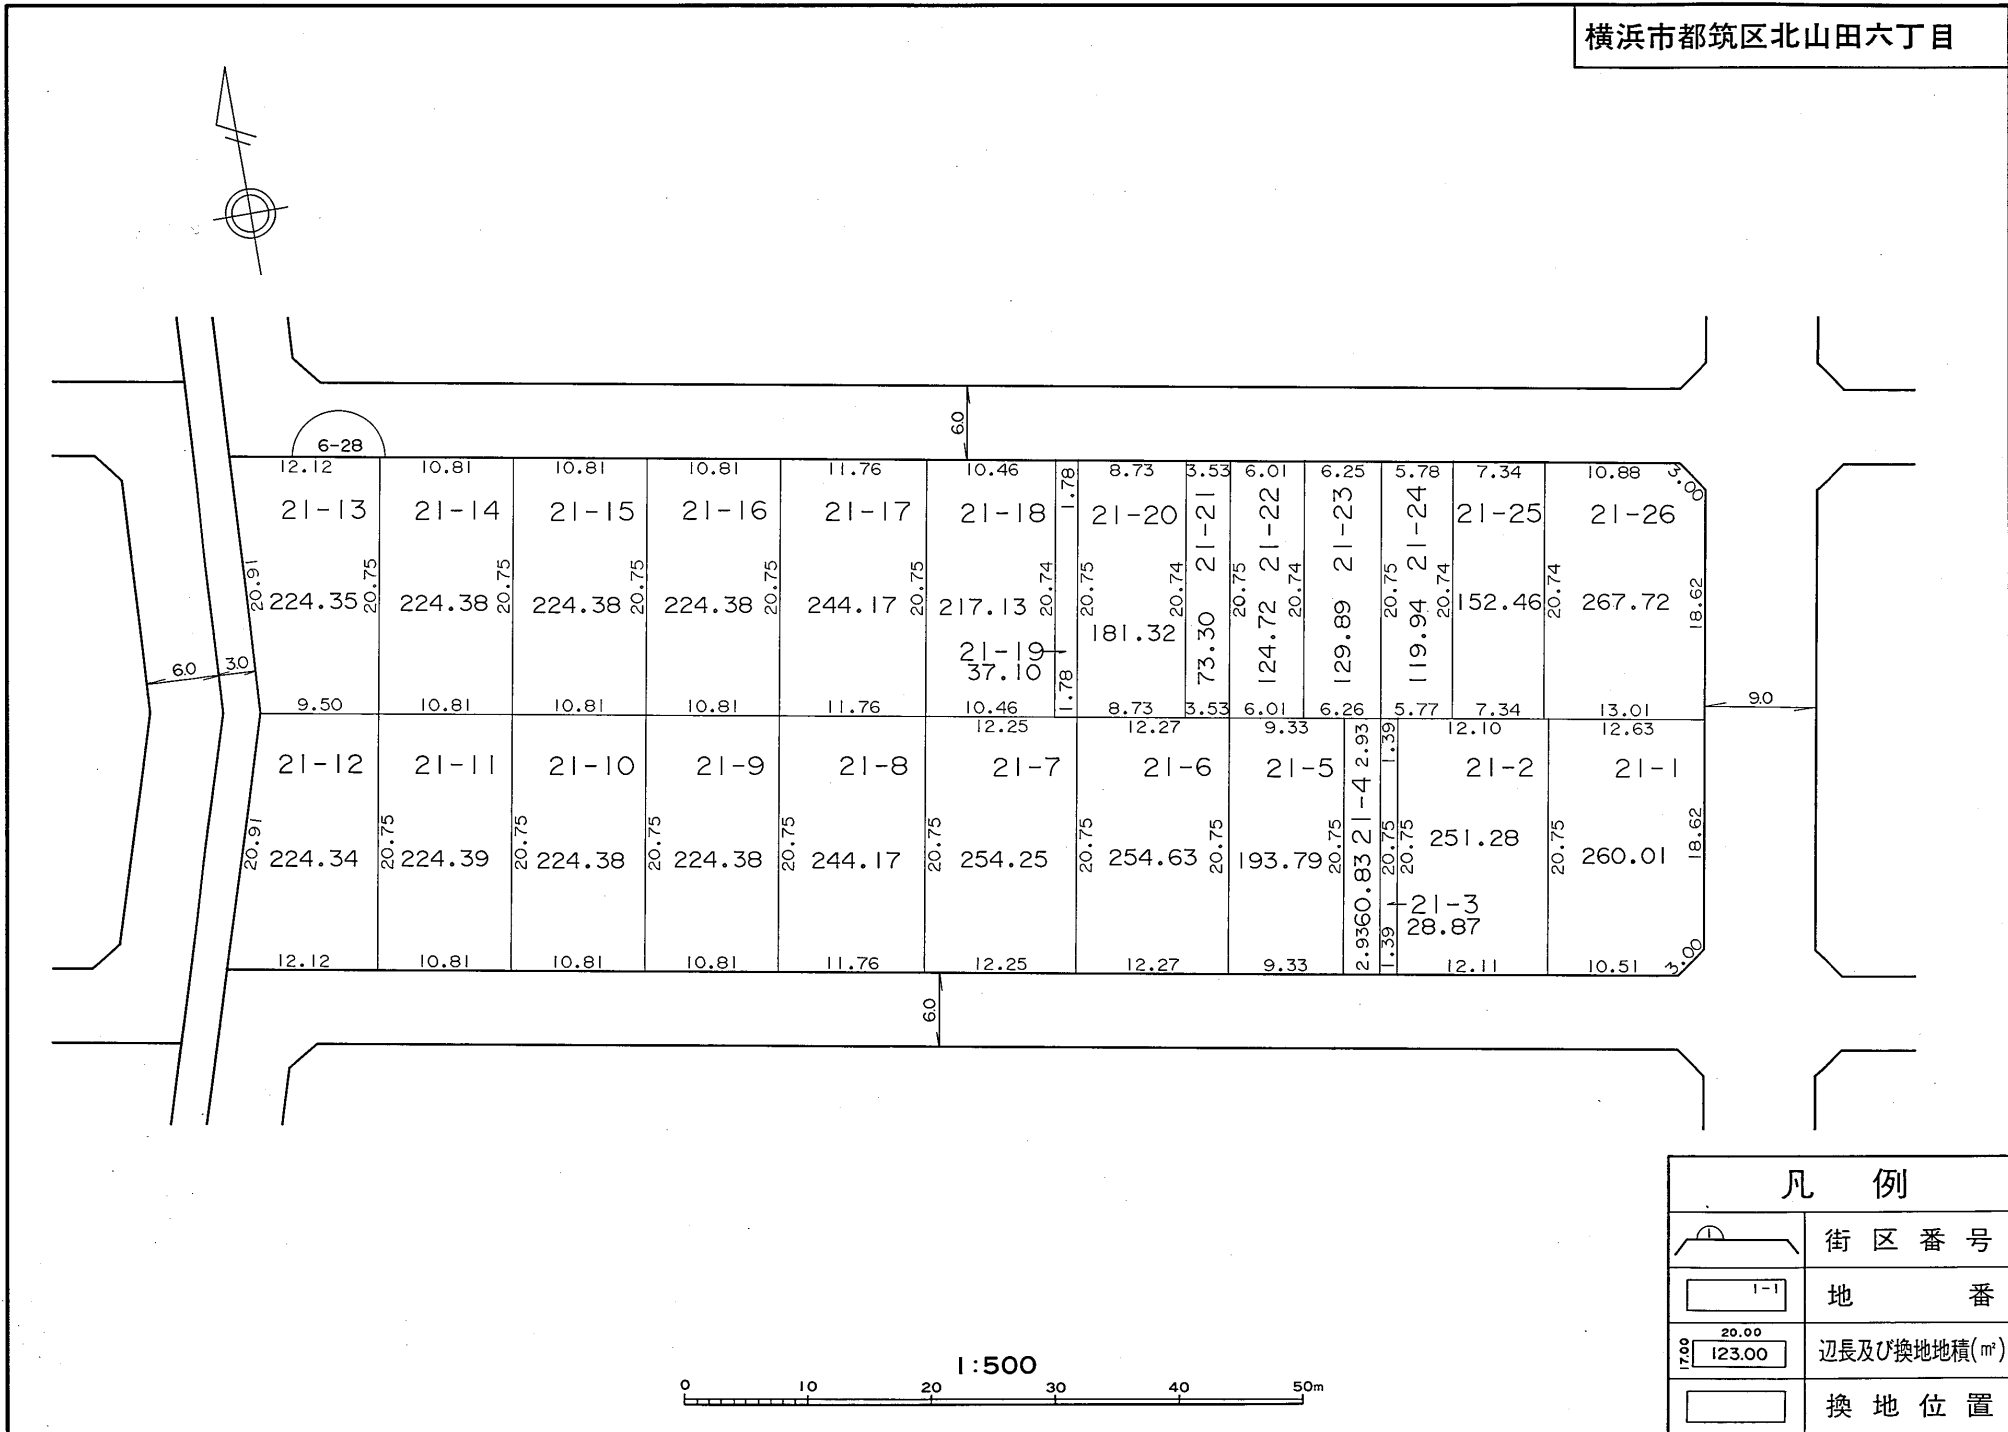 横浜市都筑区北山田六丁目
6.0
6-28
12.12 10.81 10.81 10.81 11.76 10.46 1.78 8.73 3.53 6.01 6.25 5.78 7.34 10.88 3.00
21-13 21-14 21-15 21-16 21-17 21-18 21-20 21-21 21-22 21-23 21-24 21-25 21-26
20.91 20.75 20.75 20.75 20.75 20.75 20.74 20.75 20.74 20.75 20.74 20.75 20.74 20.74 18.62
224.35 224.38 224.38 224.38 244.17 217.13 181.32 73.30 124.72 129.89 119.94 152.46 267.72
21-19
37.10
6.0 3.0
9.0
9.50 10.81 10.81 10.81 11.76 10.46 1.78 8.73 3.53 6.01 6.26 5.77 7.34 13.01
12.25 12.27 9.33 2.93 1.39 12.10 12.63
21-12 21-11 21-10 21-9 21-8 21-7 21-6 21-5 21-4 21-2 21-1
20.91 20.75 20.75 20.75 20.75 20.75 20.75 20.75 20.75 20.75 20.75 20.75 18.62
224.34 224.39 224.38 224.38 244.17 254.25 254.63 193.79 60.83 251.28 260.01
21-3
28.87
12.12 10.81 10.81 10.81 11.76 12.25 12.27 9.33 2.93 1.39 12.11 10.51 3.00
6.0
凡 例
1 街区番号
1-1 地番
20.00
17.00 123.00 辺長及び換地地積(㎡)
換地位置
1:500
0 10 20 30 40 50m